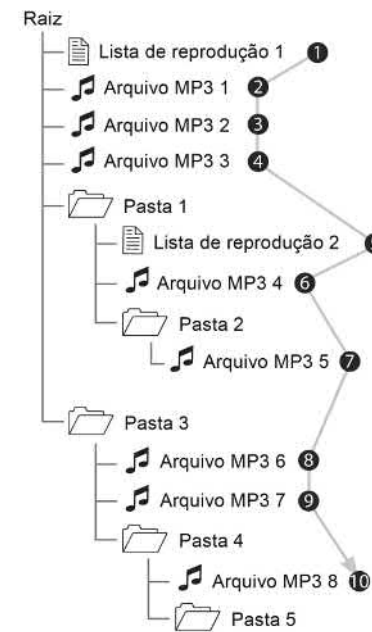 Raiz
Lista de reprodução 1 1
Arquivo MP3 1 2
Arquivo MP3 2 3
Arquivo MP3 3 4
Pasta 1
Lista de reprodução 2 5
Arquivo MP3 4 6
Pasta 2
Arquivo MP3 5 7
Pasta 3
Arquivo MP3 6 8
Arquivo MP3 7 9
Pasta 4
Arquivo MP3 8 10
Pasta 5